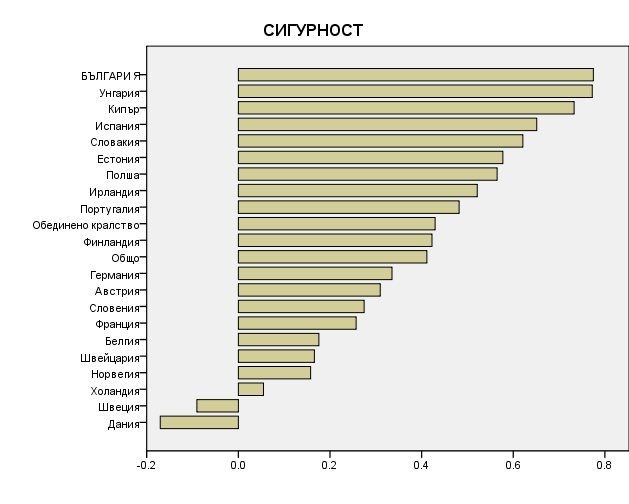 СИГУРНОСТ
БЪЛГАРИЯ
Унгария
Кипър
Испания
Словакия
Естония
Полша
Ирландия
Португалия
Обединено кралство
Финландия
Общо
Германия
Австрия
Словения
Франция
Белгия
Швейцария
Норвегия
Холандия
Швеция
Дания
-0.2 0.0 0.2 0.4 0.6 0.8